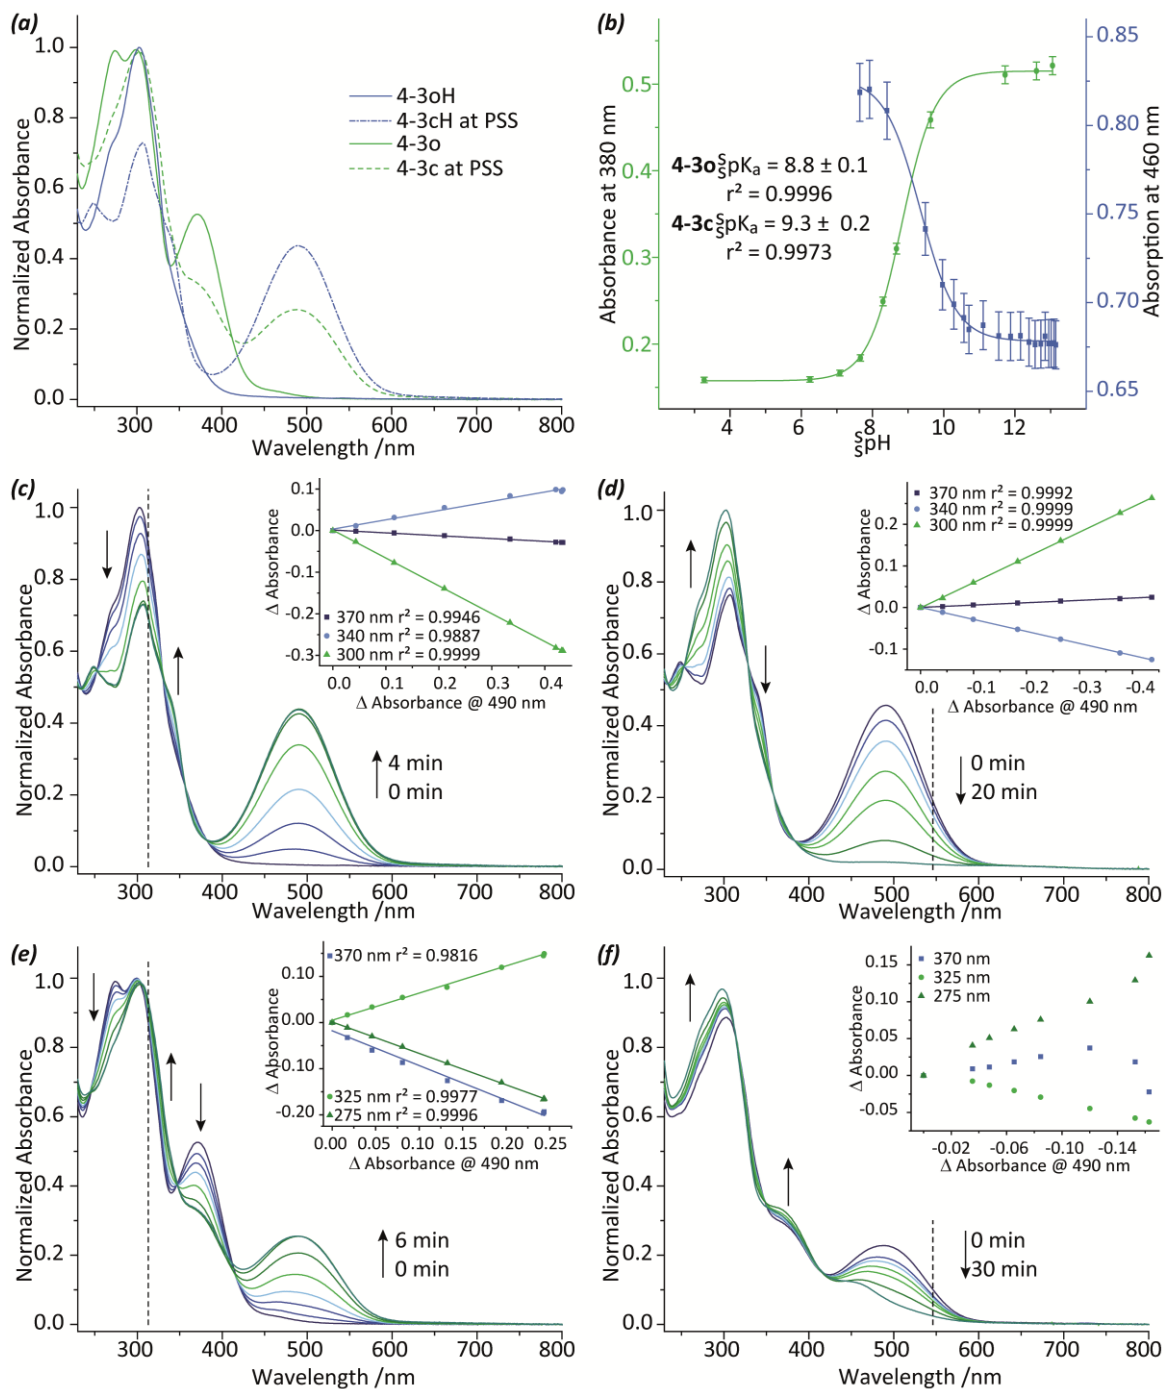 (a)
1.0
0.8
0.6
0.4
0.2
0.0
Normalized Absorbance
4-3oH
4-3cH at PSS
4-3o
4-3c at PSS
300 400 500 600 700 800
Wavelength /nm
(b)
0.5
0.4
0.3
0.2
Absorbance at 380 nm
4-3o SSpKa = 8.8 ± 0.1
r² = 0.9996
4-3c SSpKa = 9.3 ± 0.2
r² = 0.9973
0.85
0.80
0.75
0.70
0.65
Absorption at 460 nm
4 6 8 10 12
SSpH
(c)
1.0
0.8
0.6
0.4
0.2
0.0
Normalized Absorbance
0.1
0.0
-0.1
-0.2
-0.3
Δ Absorbance
370 nm r² = 0.9946
340 nm r² = 0.9887
300 nm r² = 0.9999
0.0 0.1 0.2 0.3 0.4
Δ Absorbance @ 490 nm
4 min
0 min
300 400 500 600 700 800
Wavelength /nm
(d)
1.0
0.8
0.6
0.4
0.2
0.0
Normalized Absorbance
370 nm r² = 0.9992
340 nm r² = 0.9999
300 nm r² = 0.9999
0.2
0.1
0.0
-0.1
Δ Absorbance
0.0 -0.1 -0.2 -0.3 -0.4
Δ Absorbance @ 490 nm
0 min
20 min
300 400 500 600 700 800
Wavelength /nm
(e)
1.0
0.8
0.6
0.4
0.2
0.0
Normalized Absorbance
370 nm r² = 0.9816
0.10
0.00
-0.10
-0.20
Δ Absorbance
325 nm r² = 0.9977
275 nm r² = 0.9996
0.00 0.05 0.10 0.15 0.20 0.25
Δ Absorbance @ 490 nm
6 min
0 min
300 400 500 600 700 800
Wavelength /nm
(f)
1.0
0.8
0.6
0.4
0.2
0.0
Normalized Absorbance
370 nm
325 nm
275 nm
0.15
0.10
0.05
0.00
-0.05
Δ Absorbance
-0.02 -0.06 -0.10 -0.14
Δ Absorbance @ 490 nm
0 min
30 min
300 400 500 600 700 800
Wavelength /nm